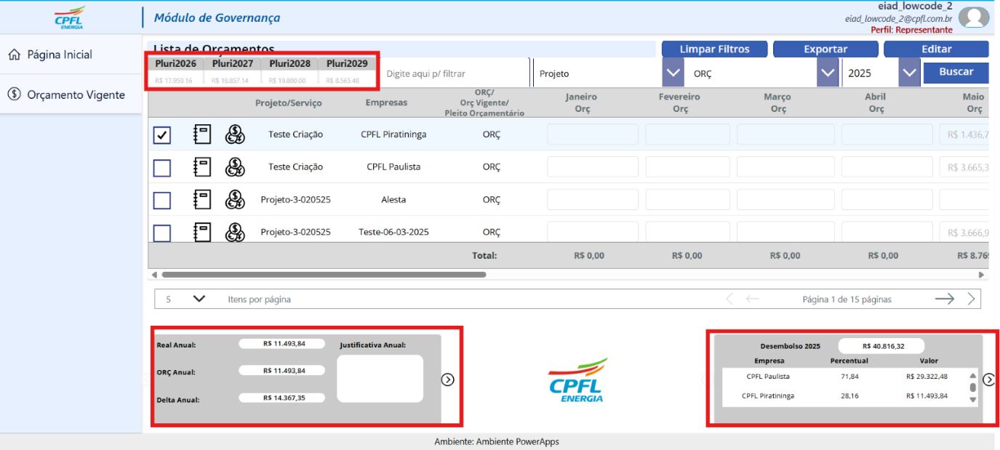 CPFL
ENERGIA
Módulo de Governança
eiad_lowcode_2
eiad_lowcode_2@cpfl.com.br
Perfil: Representante
Página Inicial
Orçamento Vigente
Lista de Orçamentos
Limpar Filtros Exportar Editar
Pluri2026 Pluri2027 Pluri2028 Pluri2029
R$ 17.959.16 R$ 18.857.14 R$ 19.800.00 R$ 8.565.48
Digite aqui p/ filtrar Projeto ORÇ 2025 Buscar
Projeto/Serviço Empresas ORÇ/ Org Vigente/ Pleito Orçamentário Janeiro Orç Fevereiro Orç Março Orç Abril Orç Maio Orç
Teste Criação CPFL Piratininga ORÇ R$ 1.436,7
Teste Criação CPFL Paulista ORÇ R$ 3.665,3
Projeto-3-020525 Alesta ORÇ
Projeto-3-020525 Teste-06-03-2025 ORÇ R$ 3.666,9
Total: R$ 0,00 R$ 0,00 R$ 0,00 R$ 0,00 R$ 8.769
5 Itens por página Página 1 de 15 páginas
Real Anual: R$ 11.493,84 Justificativa Anual:
ORÇ Anual: R$ 11.493,84
Delta Anual: R$ 14.367,35
CPFL
ENERGIA
Desembolso 2025 R$ 40.816,32
Empresa Percentual Valor
CPFL Paulista 71,84 R$ 29.322,48
CPFL Piratininga 28,16 R$ 11.493,84
Ambiente: Ambiente PowerApps